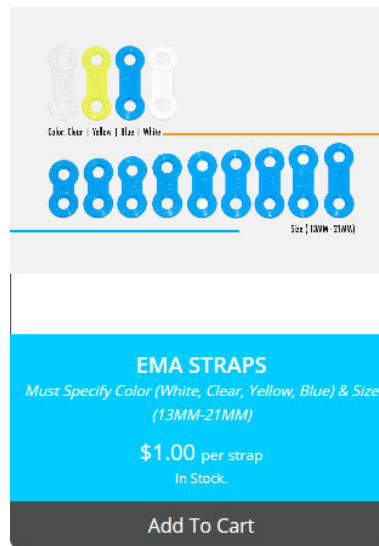 Color: Clear | Yellow | Blue | White
Size ( 13MM - 21MM)
EMA STRAPS
Must Specify Color (White, Clear, Yellow, Blue) & Size
(13MM-21MM)
$1.00 per strap
In Stock.
Add To Cart